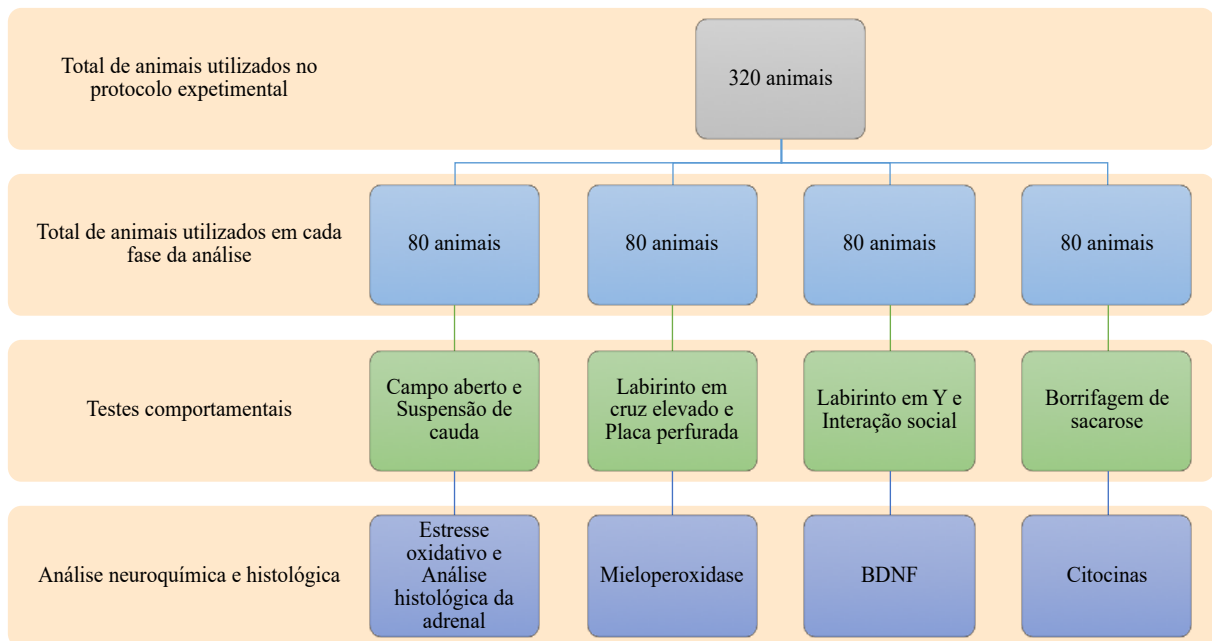 Total de animais utilizados no
protocolo expetimental
320 animais
Total de animais utilizados em cada
fase da análise
80 animais
80 animais
80 animais
80 animais
Testes comportamentais
Campo aberto e
Suspensão de
cauda
Labirinto em
cruz elevado e
Placa perfurada
Labirinto em Y e
Interação social
Borrifagem de
sacarose
Análise neuroquímica e histológica
Estresse
oxidativo e
Análise
histológica da
adrenal
Mieloperoxidase
BDNF
Citocinas